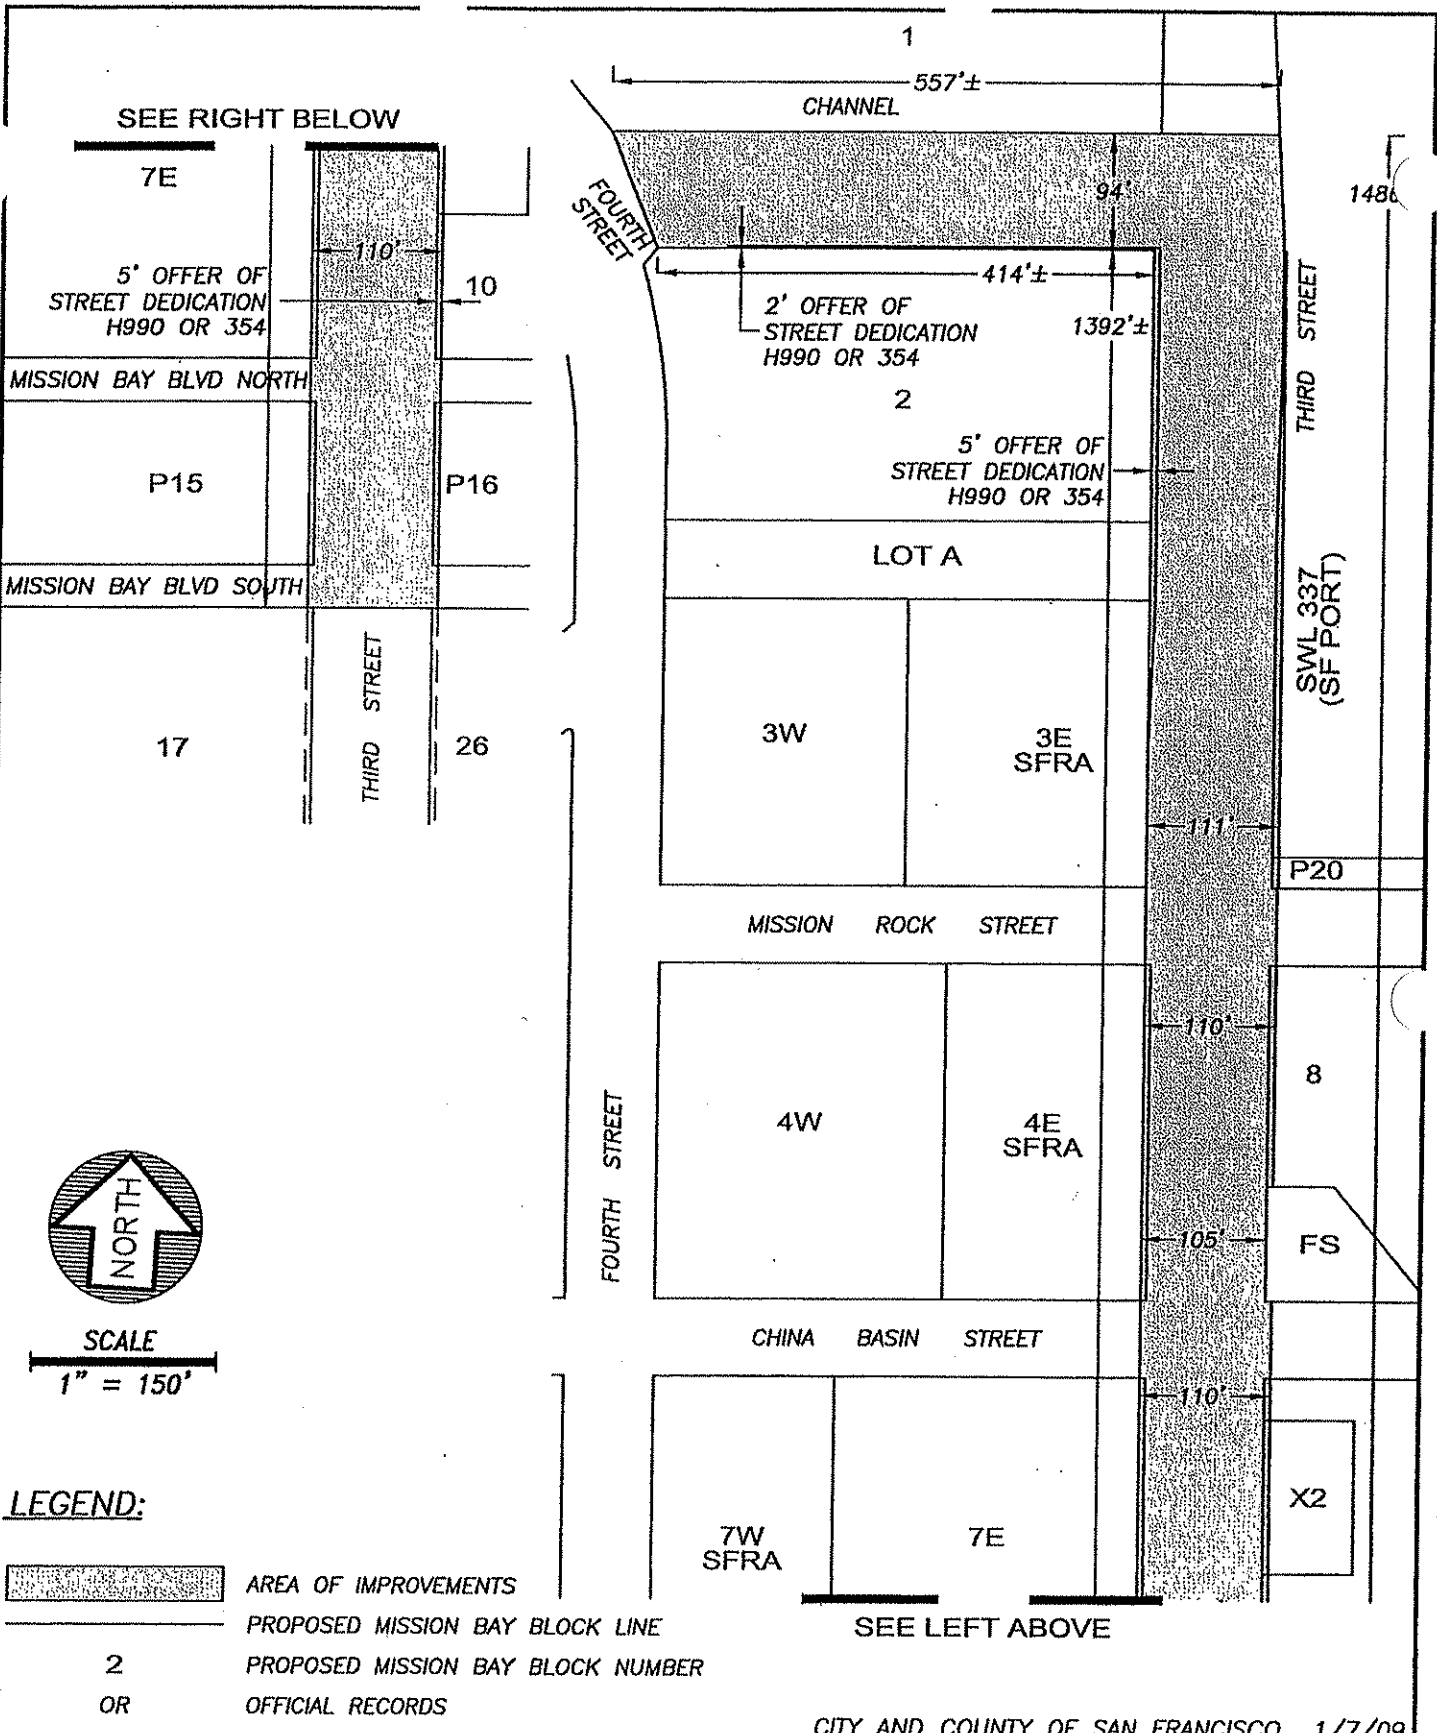 1
557'±
CHANNEL
SEE RIGHT BELOW
7E
110'
5' OFFER OF
STREET DEDICATION
H990 OR 354
10
MISSION BAY BLVD NORTH
P15
P16
MISSION BAY BLVD SOUTH
17
THIRD STREET
26
FOURTH
STREET
94'
414'±
2' OFFER OF
STREET DEDICATION
H990 OR 354
1392'±
2
5' OFFER OF
STREET DEDICATION
H990 OR 354
LOT A
THIRD STREET
SWL 337
(SF PORT)
3W
3E
SFRA
111'
P20
MISSION ROCK STREET
110'
8
4W
4E
SFRA
FOURTH STREET
105'
FS
CHINA BASIN STREET
110'
X2
7W
SFRA
7E
SEE LEFT ABOVE
NORTH
SCALE
1" = 150'
LEGEND:
AREA OF IMPROVEMENTS
PROPOSED MISSION BAY BLOCK LINE
2 PROPOSED MISSION BAY BLOCK NUMBER
OR OFFICIAL RECORDS
CITY AND COUNTY OF SAN FRANCISCO 1/7/09